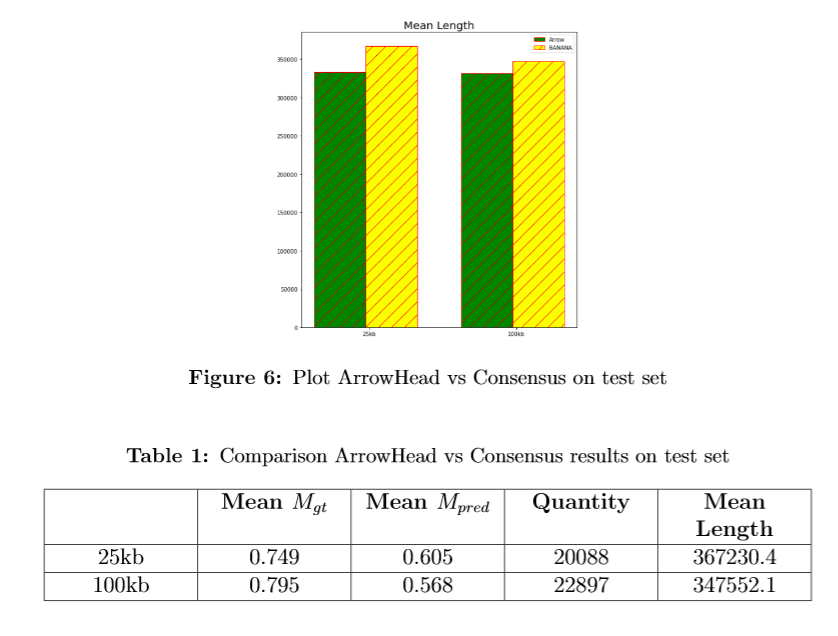 Mean Length
Arrow
BANANA
350000
300000
250000
200000
150000
100000
50000
0
25kb 100kb
Figure 6: Plot ArrowHead vs Consensus on test set
Table 1: Comparison ArrowHead vs Consensus results on test set
Mean M_gt Mean M_pred Quantity Mean
Length
25kb 0.749 0.605 20088 367230.4
100kb 0.795 0.568 22897 347552.1